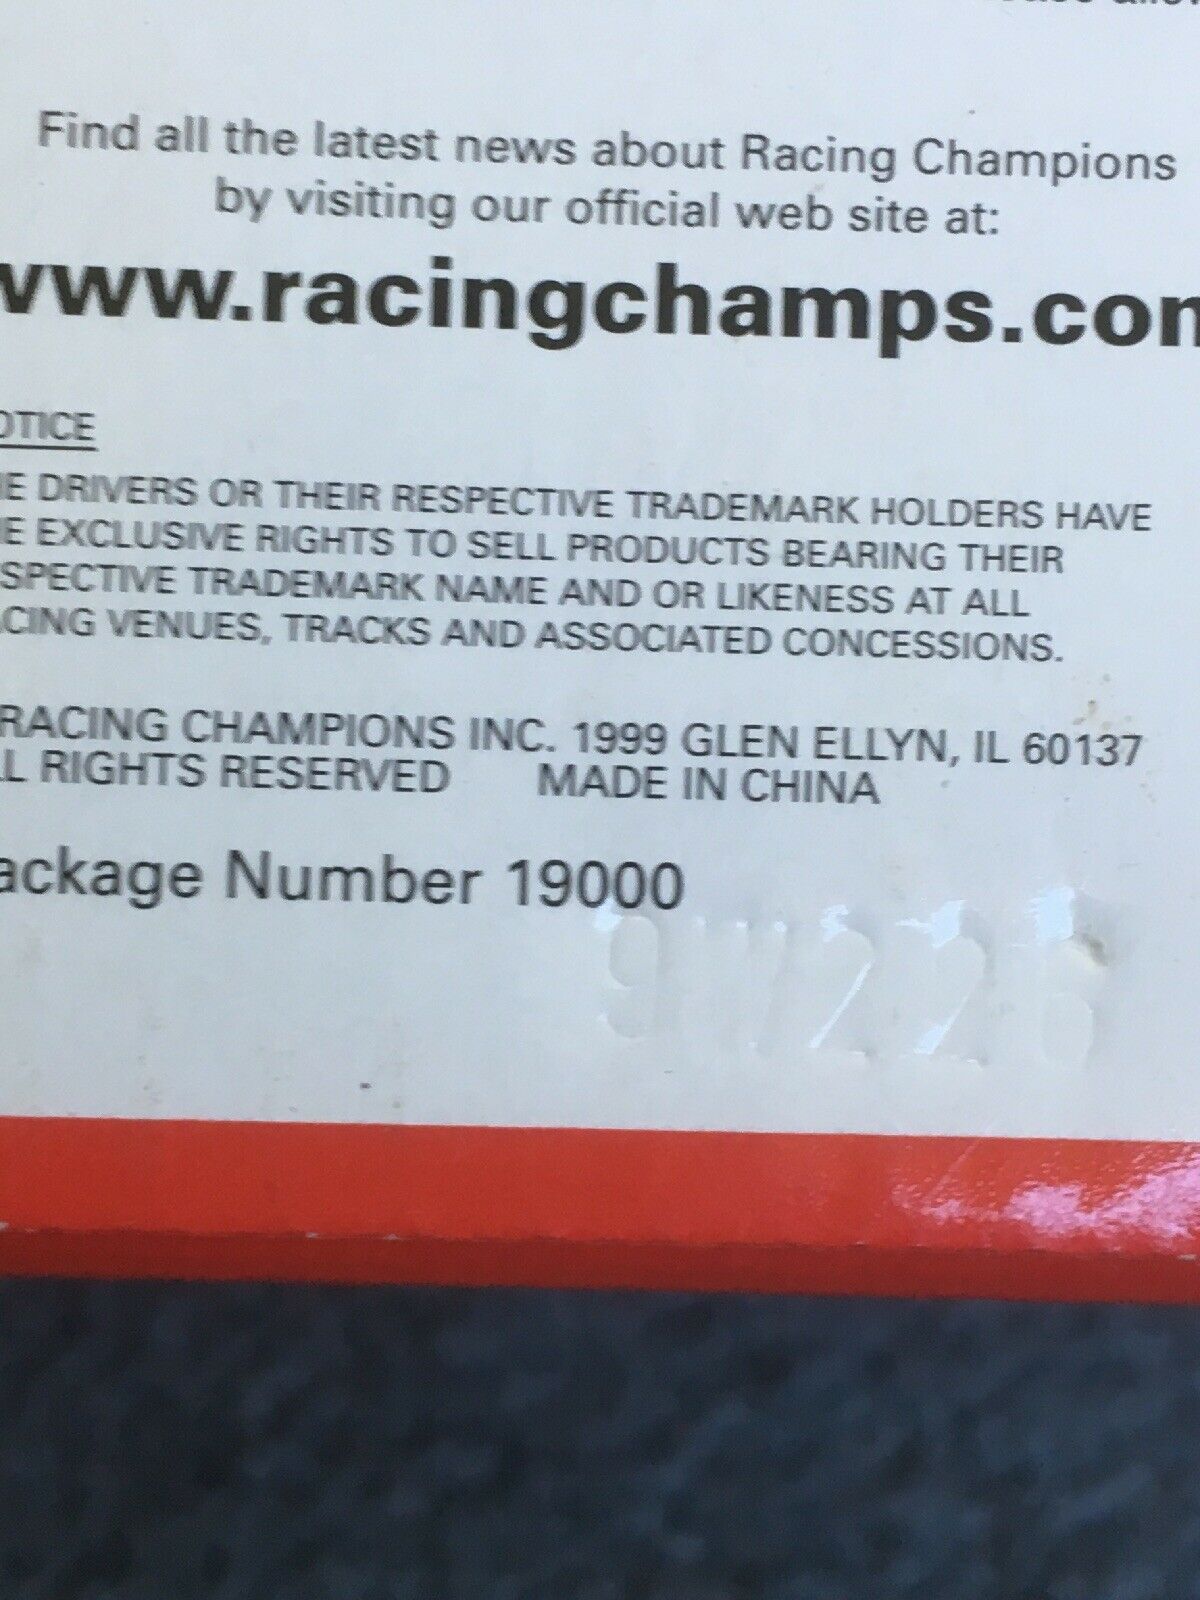 Find all the latest news about Racing Champions
by visiting our official web site at:
www.racingchamps.com
OTICE
E DRIVERS OR THEIR RESPECTIVE TRADEMARK HOLDERS HAVE
E EXCLUSIVE RIGHTS TO SELL PRODUCTS BEARING THEIR
SPECTIVE TRADEMARK NAME AND OR LIKENESS AT ALL
CING VENUES, TRACKS AND ASSOCIATED CONCESSIONS.
RACING CHAMPIONS INC. 1999 GLEN ELLYN, IL 60137
L RIGHTS RESERVED MADE IN CHINA
ackage Number 19000